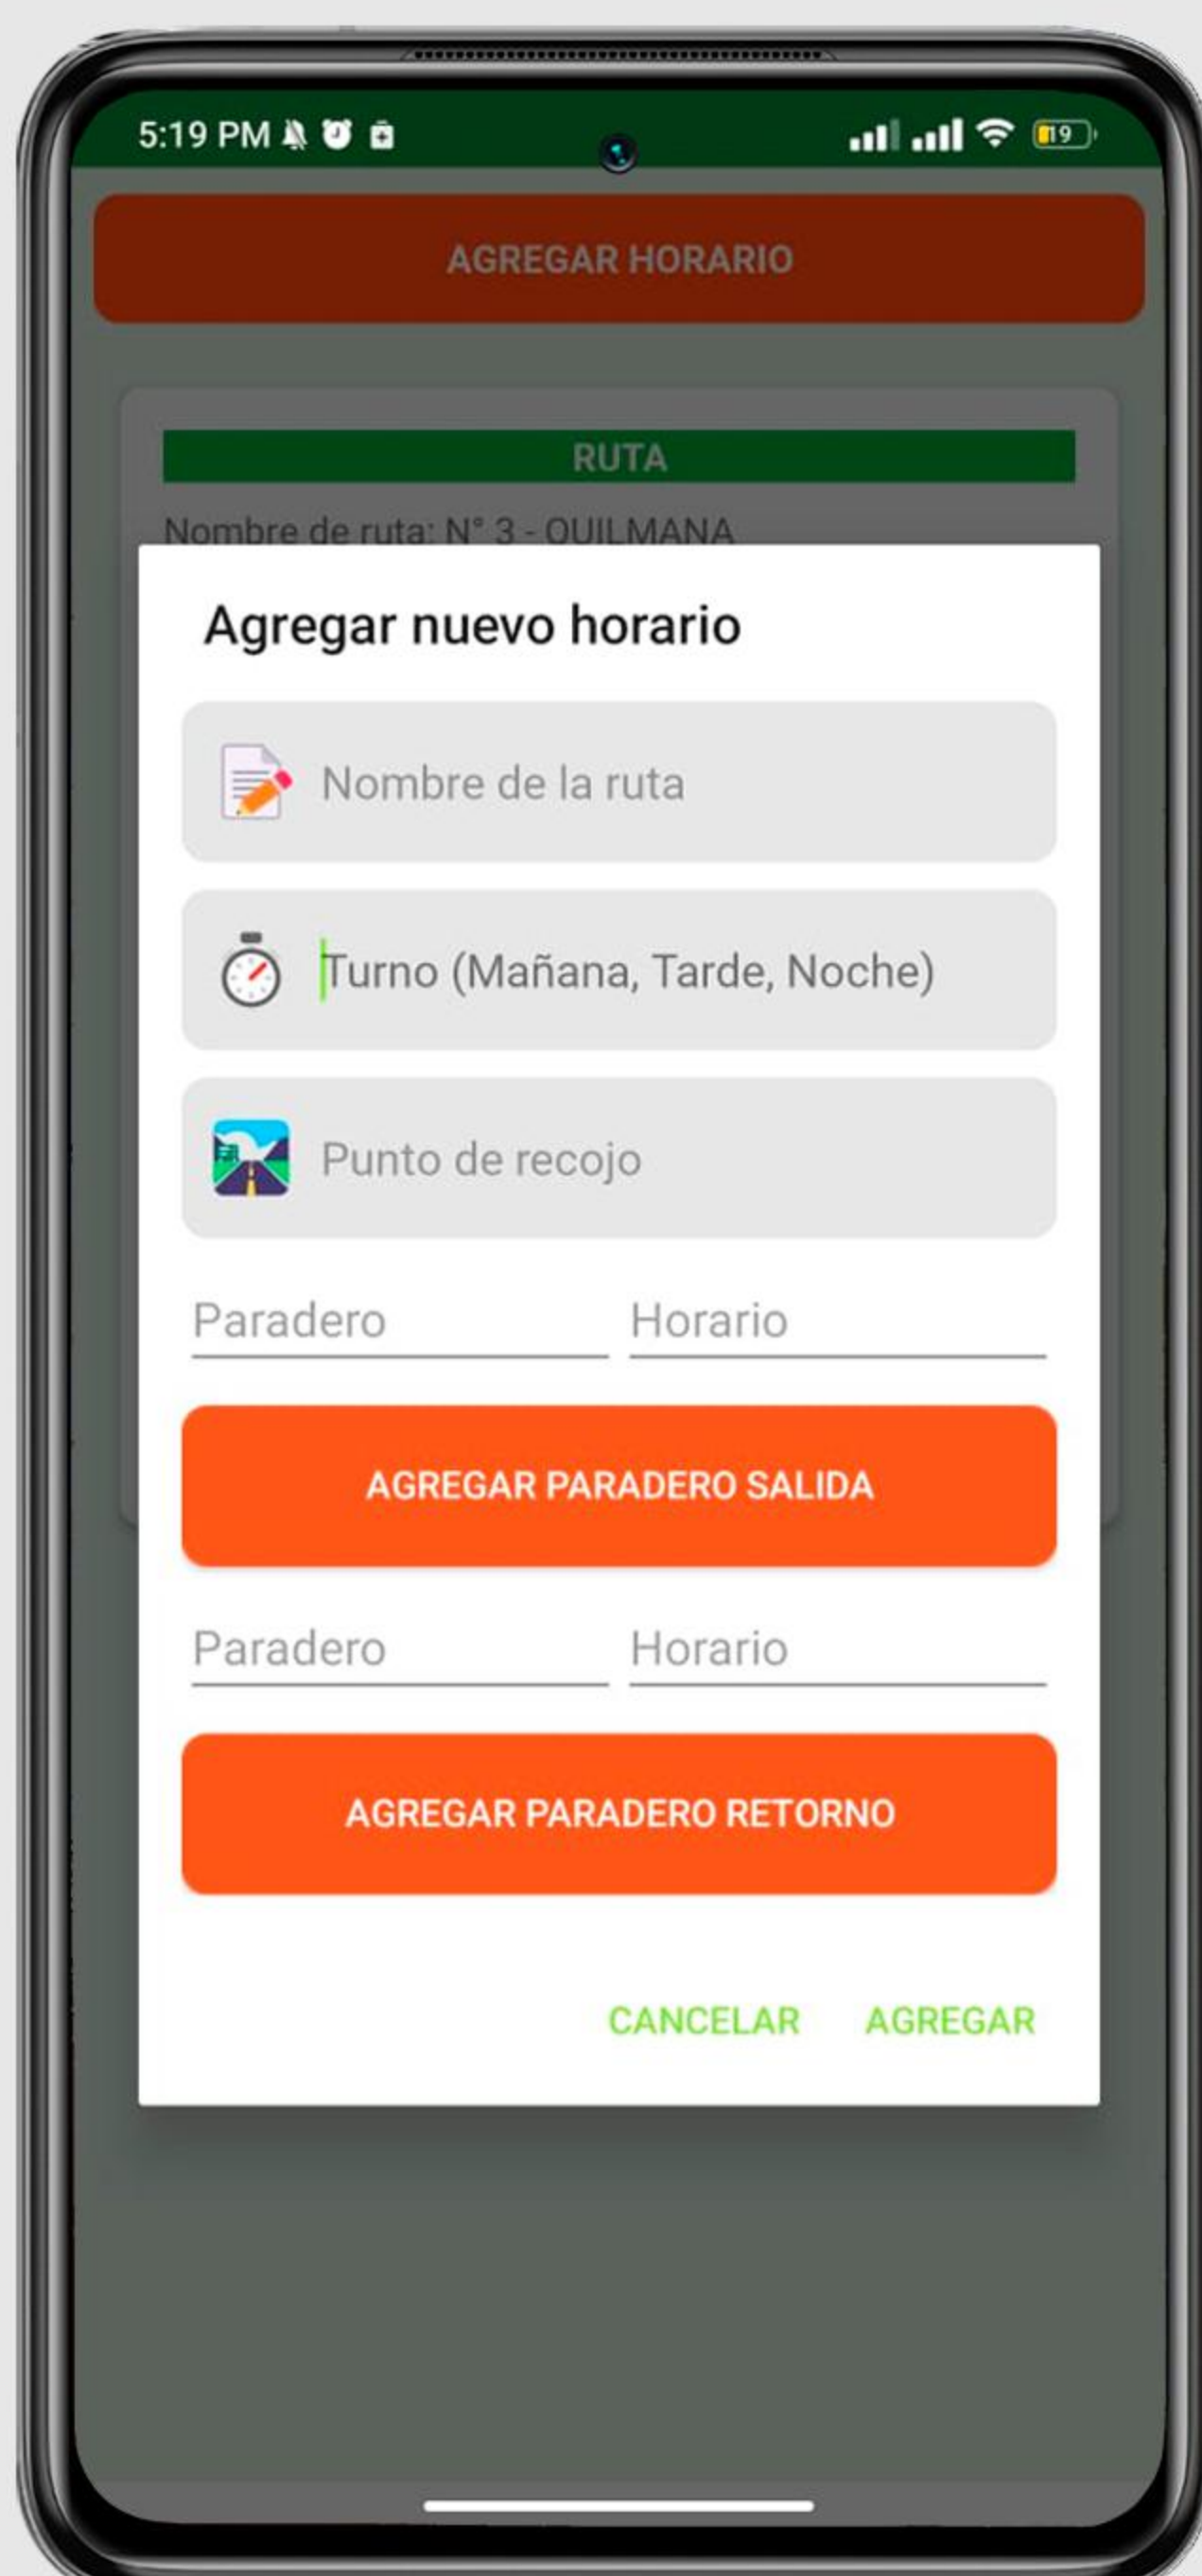 5:19 PM
19
AGREGAR HORARIO
RUTA
Nombre de ruta: N° 3 - QUILMANA
Agregar nuevo horario
Nombre de la ruta
Turno (Mañana, Tarde, Noche)
Punto de recojo
Paradero Horario
AGREGAR PARADERO SALIDA
Paradero Horario
AGREGAR PARADERO RETORNO
CANCELAR AGREGAR